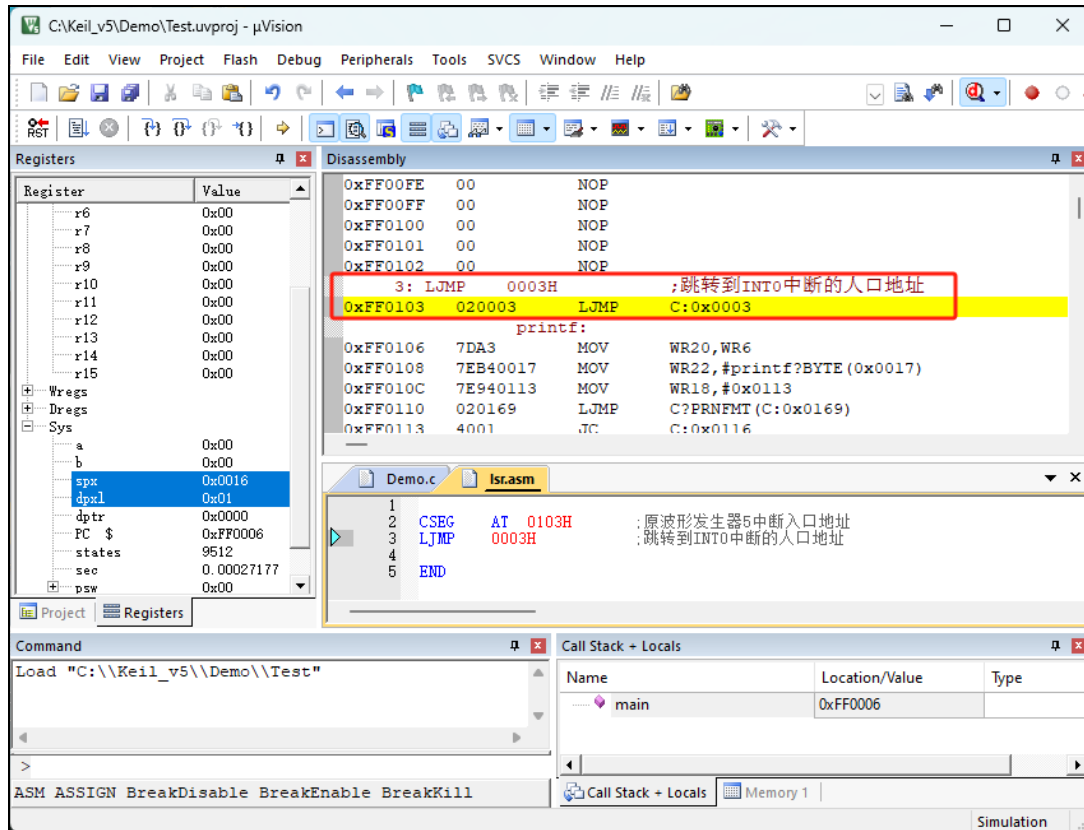 C:\Keil_v5\Demo\Test.uvproj - µVision
File Edit View Project Flash Debug Peripherals Tools SVCS Window Help
RST
Registers
Register Value
r6 0x00
r7 0x00
r8 0x00
r9 0x00
r10 0x00
r11 0x00
r12 0x00
r13 0x00
r14 0x00
r15 0x00
Wregs
Dregs
Sys
a 0x00
b 0x00
spx 0x0016
dpxl 0x01
dptr 0x0000
PC $ 0xFF0006
states 9512
sec 0.00027177
psw 0x00
Project Registers
Disassembly
0xFF00FE 00 NOP
0xFF00FF 00 NOP
0xFF0100 00 NOP
0xFF0101 00 NOP
0xFF0102 00 NOP
3: LJMP 0003H ;跳转到INT0中断的人口地址
0xFF0103 020003 LJMP C:0x0003
printf:
0xFF0106 7DA3 MOV WR20,WR6
0xFF0108 7EB40017 MOV WR22,#printf?BYTE(0x0017)
0xFF010C 7E940113 MOV WR18,#0x0113
0xFF0110 020169 LJMP C?PRNFMT(C:0x0169)
0xFF0113 4001 JC C:0x0116
Demo.c Isr.asm
1
2 CSEG AT 0103H ;原波形发生器5中断入口地址
3 LJMP 0003H ;跳转到INT0中断的人口地址
4
5 END
Command
Load "C:\\Keil_v5\\Demo\\Test"
>
ASM ASSIGN BreakDisable BreakEnable BreakKill
Call Stack + Locals
Name Location/Value Type
main 0xFF0006
Call Stack + Locals Memory 1
Simulation